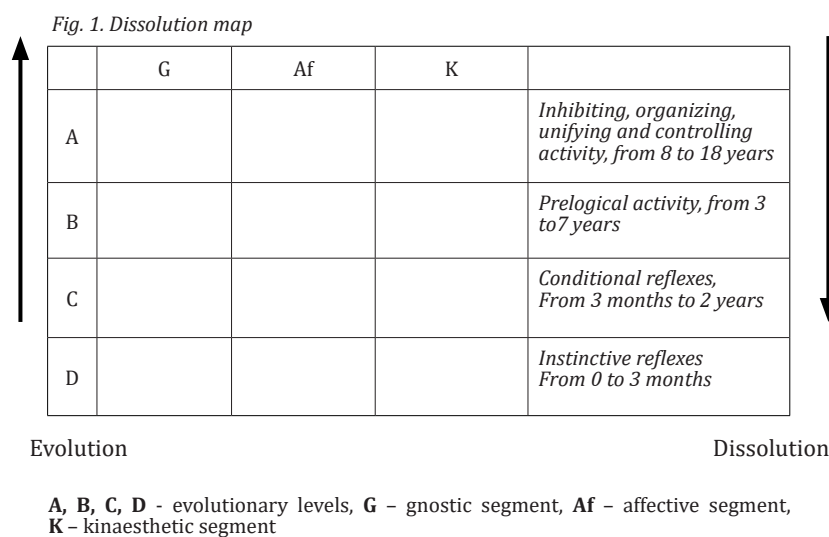 Fig. 1. Dissolution map
G Af K
A
Inhibiting, organizing,
unifying and controlling
activity, from 8 to 18 years
B
Prelogical activity, from 3
to7 years
C
Conditional reflexes,
From 3 months to 2 years
D
Instinctive reflexes
From 0 to 3 months
Evolution Dissolution
A, B, C, D - evolutionary levels, G – gnostic segment, Af – affective segment,
K – kinaesthetic segment